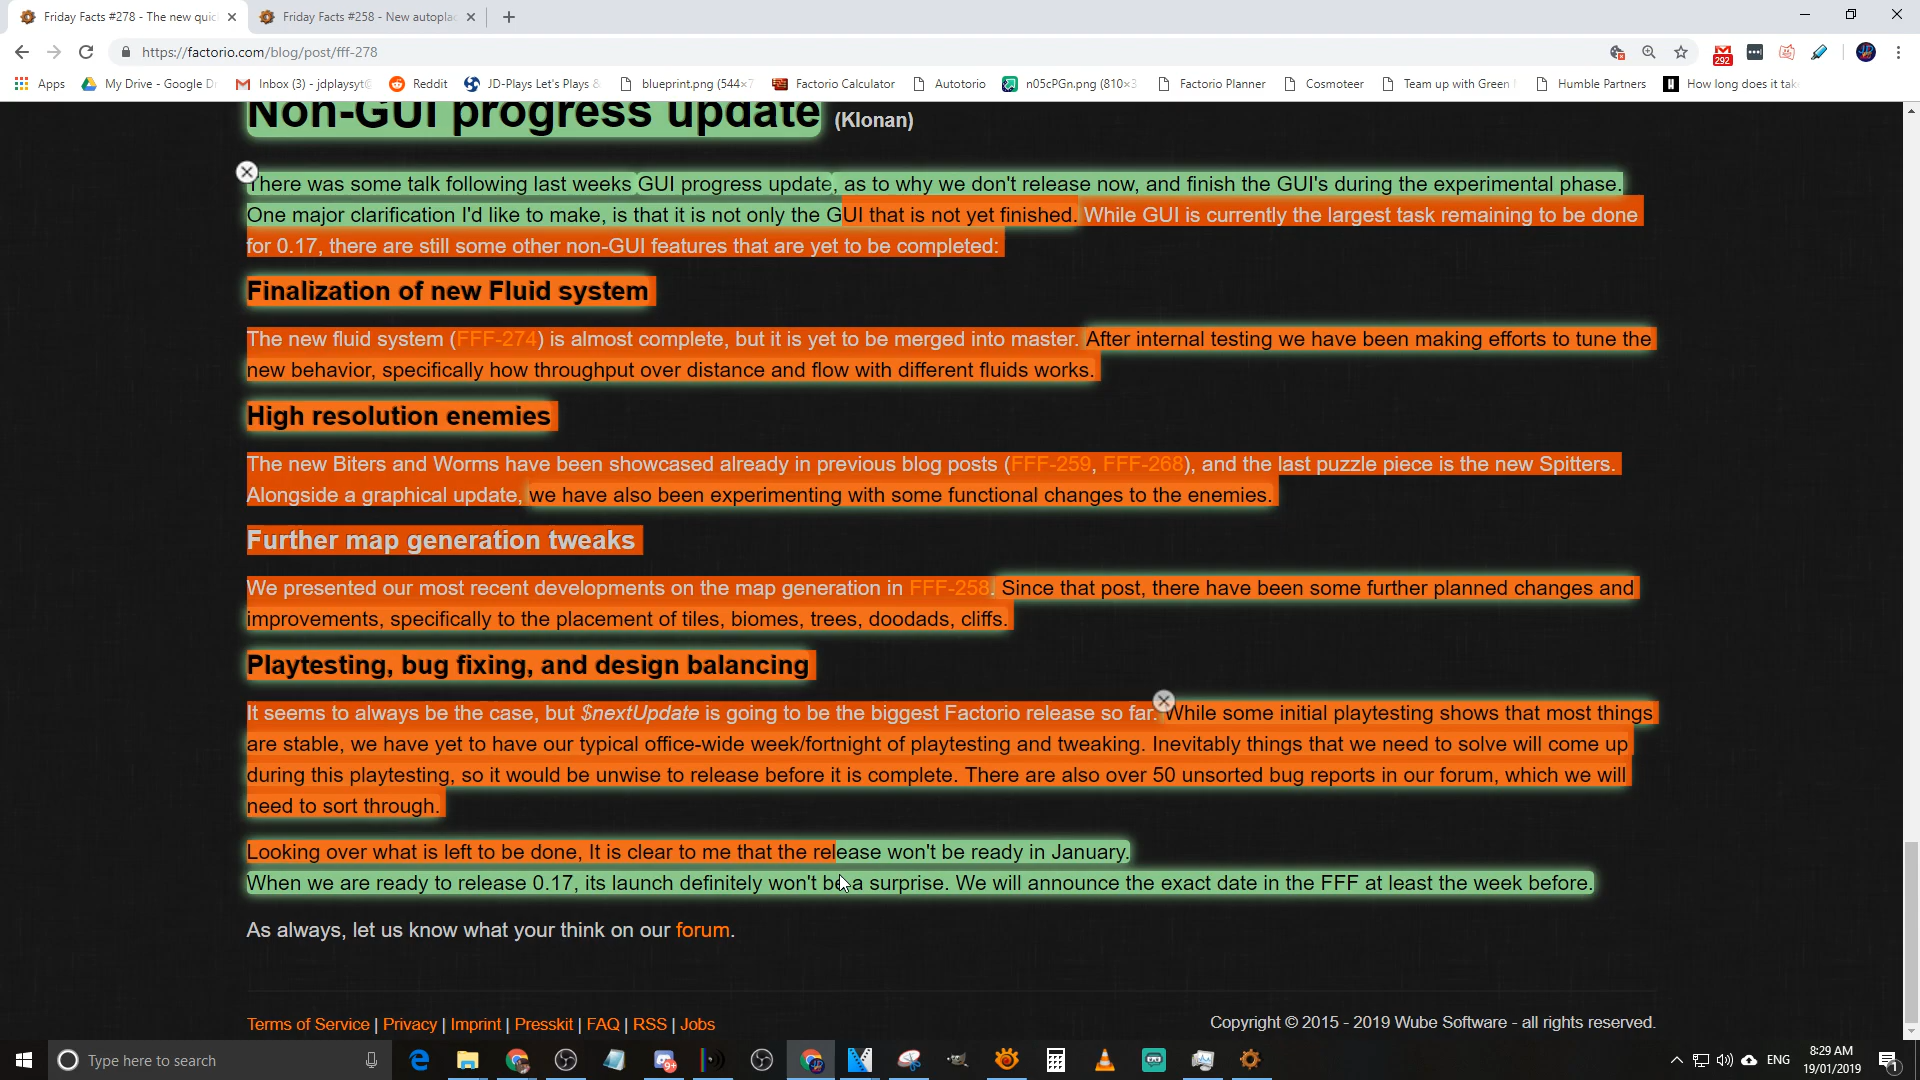 Friday Facts #278 - The new quic
Friday Facts #258 - New autoplac
https://factorio.com/blog/post/fff-278
292
Apps
My Drive - Google Dr
Inbox (3) - jdplaysyt@
Reddit
JD-Plays Let's Plays &
blueprint.png (544×7
Factorio Calculator
Autotorio
n05cPGn.png (810×3
Factorio Planner
Cosmoteer
Team up with Green
Humble Partners
How long does it take
Non-GUI progress update (Klonan)
There was some talk following last weeks GUI progress update, as to why we don't release now, and finish the GUI's during the experimental phase.
One major clarification I'd like to make, is that it is not only the GUI that is not yet finished. While GUI is currently the largest task remaining to be done
for 0.17, there are still some other non-GUI features that are yet to be completed:
Finalization of new Fluid system
The new fluid system (FFF-274) is almost complete, but it is yet to be merged into master. After internal testing we have been making efforts to tune the
new behavior, specifically how throughput over distance and flow with different fluids works.
High resolution enemies
The new Biters and Worms have been showcased already in previous blog posts (FFF-259, FFF-268), and the last puzzle piece is the new Spitters.
Alongside a graphical update, we have also been experimenting with some functional changes to the enemies.
Further map generation tweaks
We presented our most recent developments on the map generation in FFF-258. Since that post, there have been some further planned changes and
improvements, specifically to the placement of tiles, biomes, trees, doodads, cliffs.
Playtesting, bug fixing, and design balancing
It seems to always be the case, but $nextUpdate is going to be the biggest Factorio release so far. While some initial playtesting shows that most things
are stable, we have yet to have our typical office-wide week/fortnight of playtesting and tweaking. Inevitably things that we need to solve will come up
during this playtesting, so it would be unwise to release before it is complete. There are also over 50 unsorted bug reports in our forum, which we will
need to sort through.
Looking over what is left to be done, It is clear to me that the release won't be ready in January.
When we are ready to release 0.17, its launch definitely won't be a surprise. We will announce the exact date in the FFF at least the week before.
As always, let us know what your think on our forum.
Terms of Service | Privacy | Imprint | Presskit | FAQ | RSS | Jobs
Copyright © 2015 - 2019 Wube Software - all rights reserved.
Type here to search
ENG
8:29 AM
19/01/2019